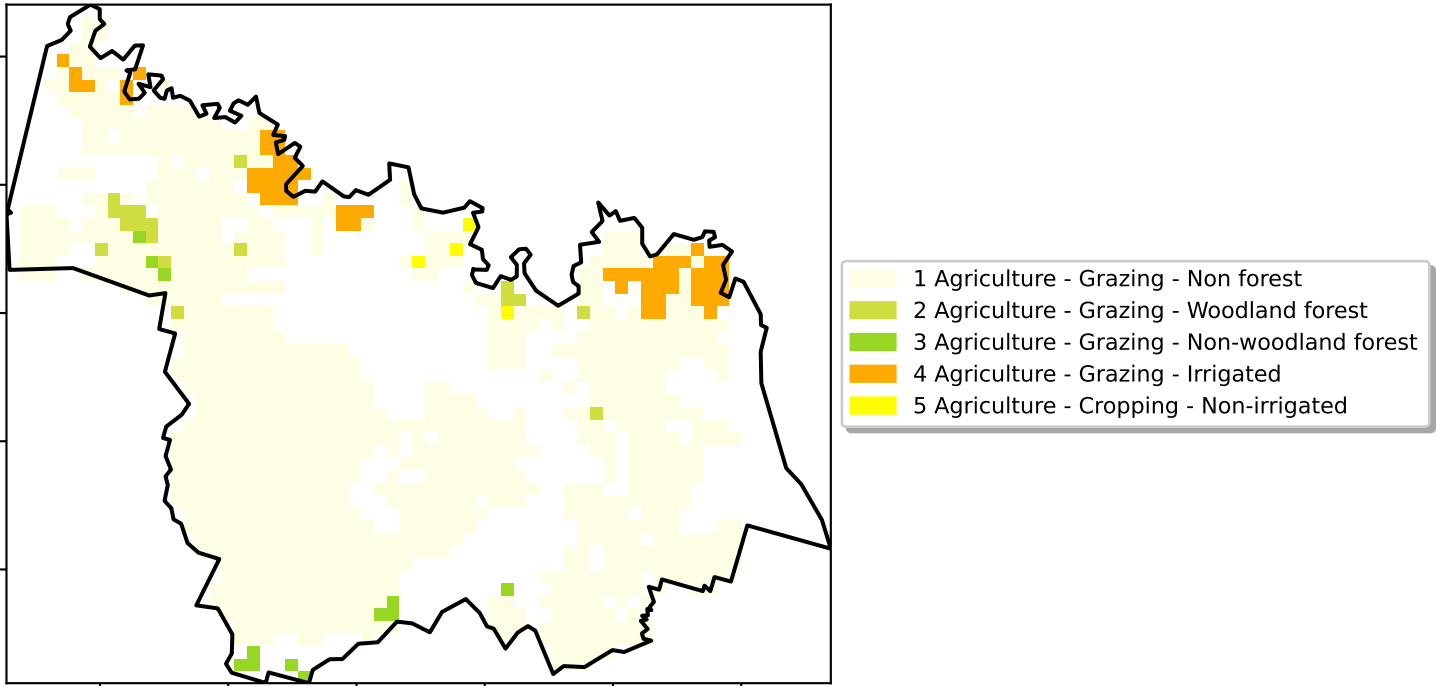 1 Agriculture - Grazing - Non forest
2 Agriculture - Grazing - Woodland forest
3 Agriculture - Grazing - Non-woodland forest
4 Agriculture - Grazing - Irrigated
5 Agriculture - Cropping - Non-irrigated